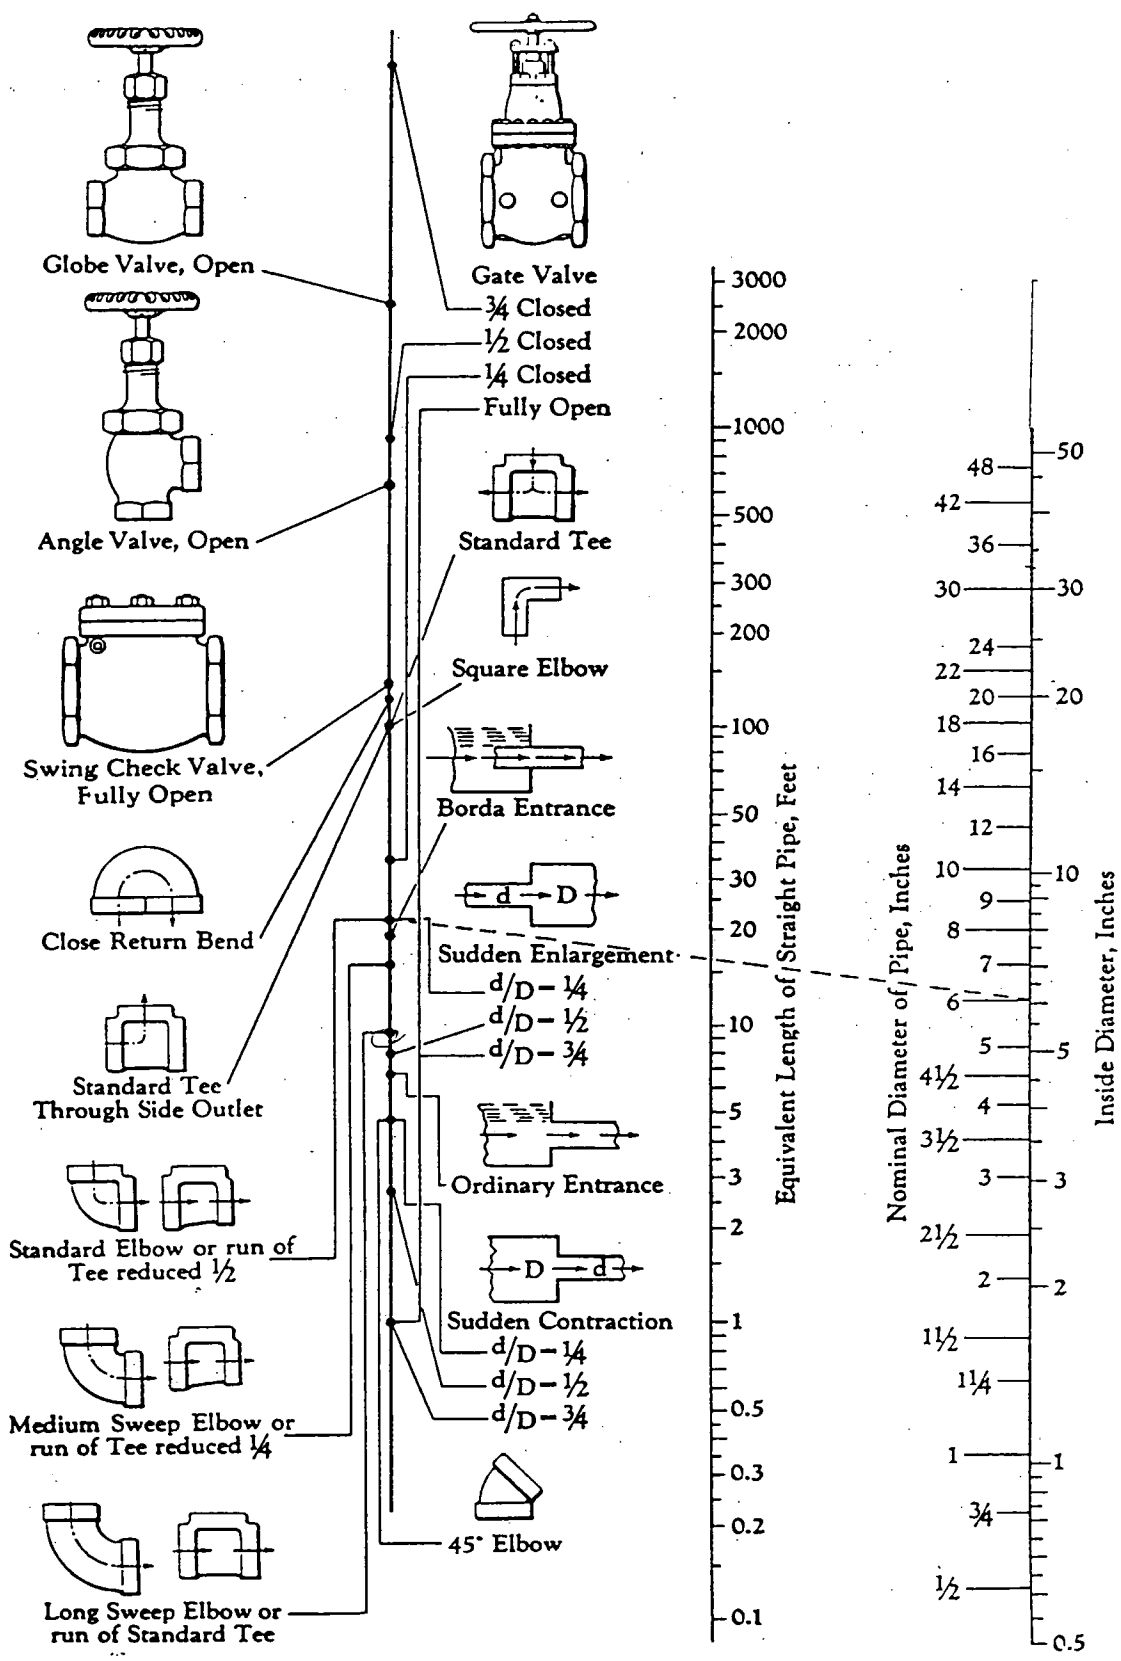 Globe Valve, Open
Angle Valve, Open
Swing Check Valve,
Fully Open
Close Return Bend
Standard Tee
Through Side Outlet
Standard Elbow or run of
Tee reduced ½
Medium Sweep Elbow or
run of Tee reduced ¼
Long Sweep Elbow or
run of Standard Tee
Gate Valve
¾ Closed
½ Closed
¼ Closed
Fully Open
Standard Tee
Square Elbow
Borda Entrance
d D
Sudden Enlargement
d/D-¼
d/D-½
d/D-¾
Ordinary Entrance
D d
Sudden Contraction
d/D-¼
d/D-½
d/D-¾
45° Elbow
3000
2000
1000
500
300
200
100
50
30
20
10
5
3
2
1
0.5
0.3
0.2
0.1
Equivalent Length of Straight Pipe, Feet
Nominal Diameter of Pipe, Inches
48
42
36
30
24
22
20
18
16
14
12
10
9
8
7
6
5
4½
4
3½
3
2½
2
1½
1¼
1
¾
½
50
30
20
10
5
3
2
1
0.5
Inside Diameter, Inches